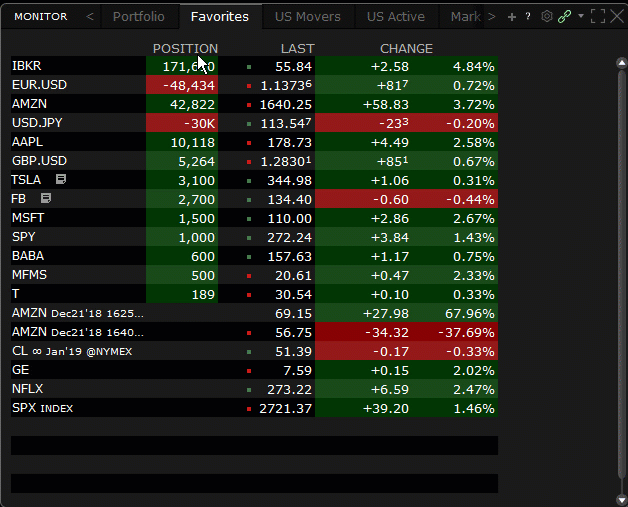 MONITOR < Portfolio Favorites US Movers US Active Mark > + ?
POSITION LAST CHANGE
IBKR 55.84 +2.58 4.84%
EUR.USD -48,434 1.1373⁶ +81⁷ 0.72%
AMZN 42,822 1640.25 +58.83 3.72%
USD.JPY -30K 113.54⁷ -23³ -0.20%
AAPL 10,118 178.73 +4.49 2.58%
GBP.USD 5,264 1.2830¹ +85¹ 0.67%
TSLA 3,100 344.98 +1.06 0.31%
FB 2,700 134.40 -0.60 -0.44%
MSFT 1,500 110.00 +2.86 2.67%
SPY 1,000 272.24 +3.84 1.43%
BABA 600 157.63 +1.17 0.75%
MFMS 500 20.61 +0.47 2.33%
T 189 30.54 +0.10 0.33%
AMZN Dec21'18 1625... 69.15 +27.98 67.96%
AMZN Dec21'18 1640... 56.75 -34.32 -37.69%
CL ∞ Jan'19 @NYMEX 51.39 -0.17 -0.33%
GE 7.59 +0.15 2.02%
NFLX 273.22 +6.59 2.47%
SPX INDEX 2721.37 +39.20 1.46%